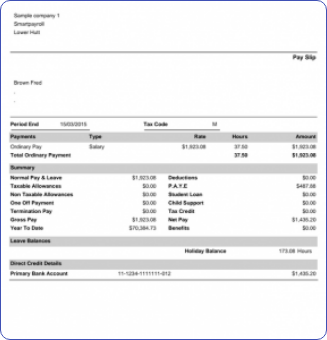 Sample company 1
Smartpayroll
Lower Hutt
Pay Slip
Brown Fred
.
.
Period End 15/03/2015 Tax Code M
Payments Type Rate Hours Amount
Ordinary Pay Salary $1,923.08 37.50 $1,923.08
Total Ordinary Payment 37.50 $1,923.08
Summary
Normal Pay & Leave $1,923.08 Deductions $0.00
Taxable Allowances $0.00 P.A.Y.E $487.88
Non Taxable Allowances $0.00 Student Loan $0.00
One Off Payment $0.00 Child Support $0.00
Termination Pay $0.00 Tax Credit $0.00
Gross Pay $1,923.08 Net Pay $1,435.20
Year To Date $70,394.73 Benefits $0.00
Leave Balances
Holiday Balance 173.88 Hours
Direct Credit Details
Primary Bank Account 11-1234-1111111-012 $1,435.20